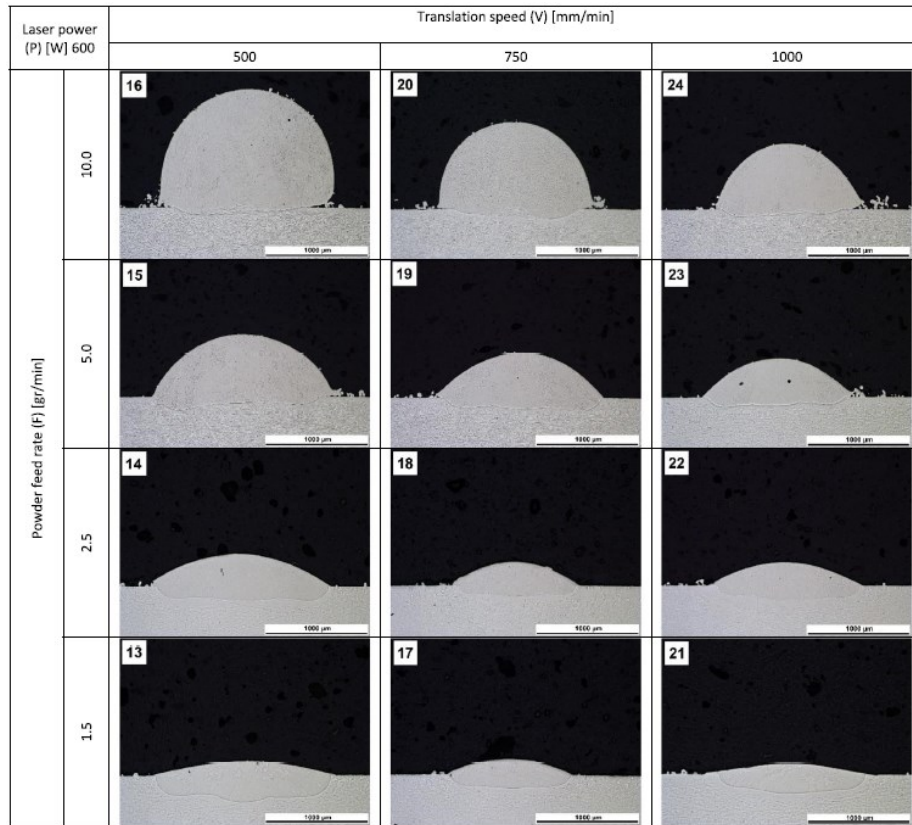 Laser power
(P) [W] 600
Translation speed (V) [mm/min]
500
750
1000
Powder feed rate (F) [gr/min]
10.0
16
1000 µm
20
1000 µm
24
1000 µm
5.0
15
1000 µm
19
1000 µm
23
1000 µm
2.5
14
1000 µm
18
1000 µm
22
1000 µm
1.5
13
1000 µm
17
1000 µm
21
1000 µm